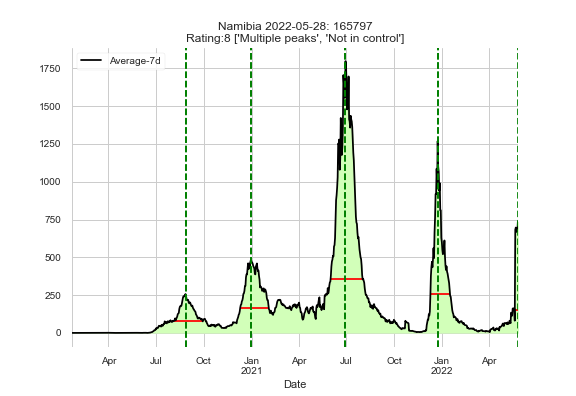 Namibia 2022-05-28: 165797
Rating:8 ['Multiple peaks', 'Not in control']
Average-7d
1750
1500
1250
1000
750
500
250
0
Apr Jul Oct Jan Apr Jul Oct Jan Apr
2021 2022
Date